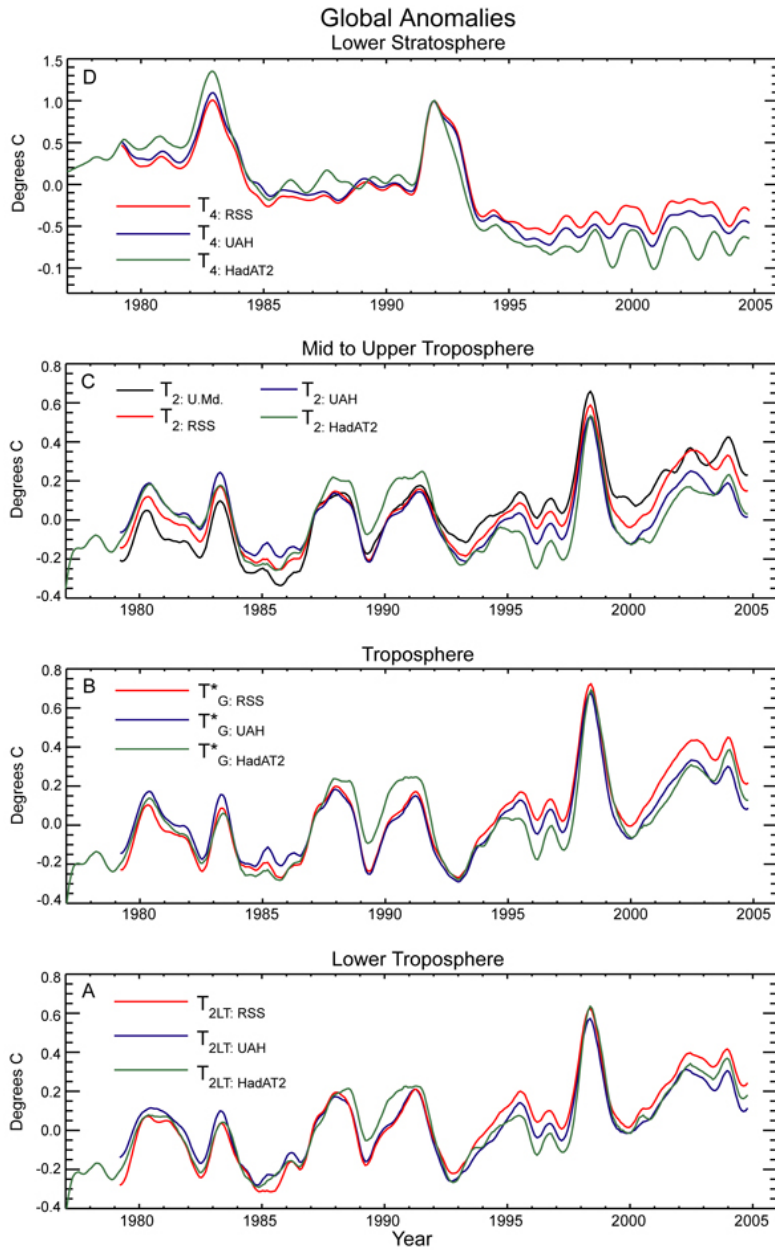 Global Anomalies
Lower Stratosphere
D
Degrees C
1.5
1.0
0.5
0.0
-0.5
-0.1
T4: RSS
T4: UAH
T4: HadAT2
1980 1985 1990 1995 2000 2005
Mid to Upper Troposphere
C
Degrees C
0.8
0.6
0.4
0.2
0.0
-0.2
-0.4
T2: U.Md.
T2: RSS
T2: UAH
T2: HadAT2
1980 1985 1990 1995 2000 2005
Troposphere
B
Degrees C
0.8
0.6
0.4
0.2
0.0
-0.2
-0.4
T*G: RSS
T*G: UAH
T*G: HadAT2
1980 1985 1990 1995 2000 2005
Lower Troposphere
A
Degrees C
0.8
0.6
0.4
0.2
0.0
-0.2
-0.4
T2LT: RSS
T2LT: UAH
T2LT: HadAT2
1980 1985 1990 1995 2000 2005
Year